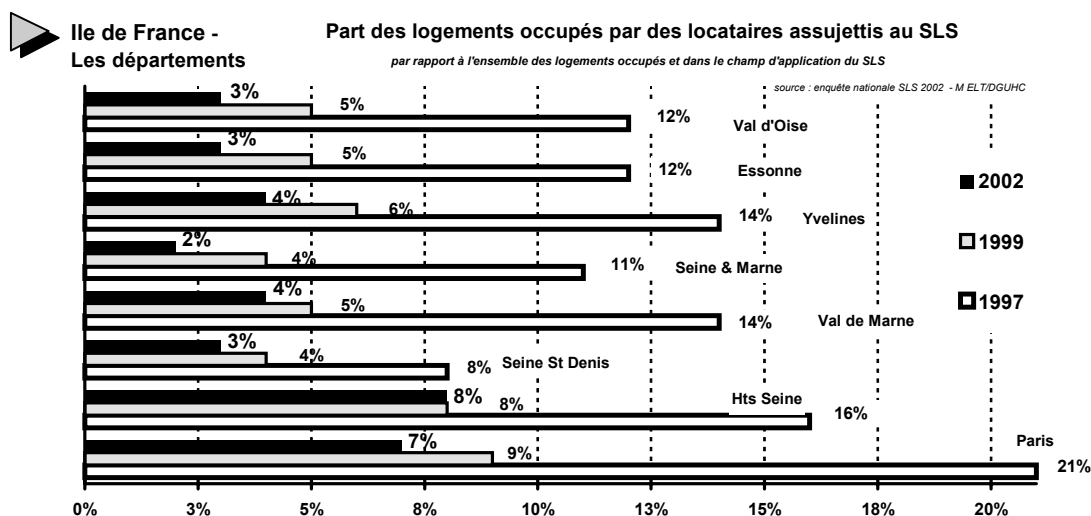 Ile de France -
Les départements
Part des logements occupés par des locataires assujettis au SLS
par rapport à l'ensemble des logements occupés et dans le champ d'application du SLS
source : enquête nationale SLS 2002 - M ELT/DGUHC
3%
5%
12%
Val d'Oise
3%
5%
12%
Essonne
4%
6%
14%
Yvelines
2%
4%
11%
Seine & Marne
4%
5%
14%
Val de Marne
3%
4%
8%
Seine St Denis
8%
8%
16%
Hts Seine
7%
9%
21%
Paris
2002
1999
1997
0% 3% 5% 8% 10% 13% 15% 18% 20%